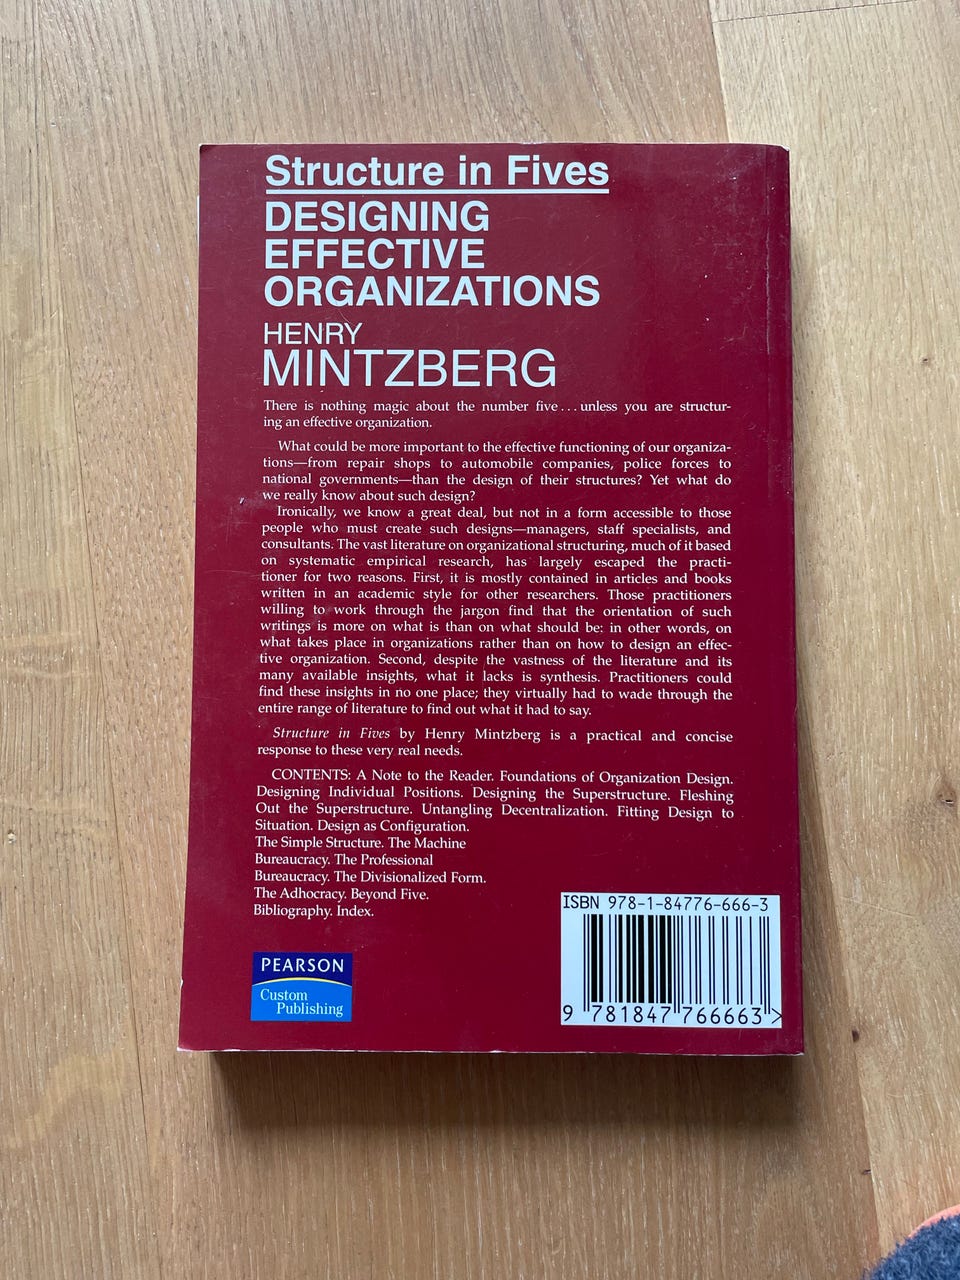 Structure in Fives
DESIGNING
EFFECTIVE
ORGANIZATIONS
HENRY
MINTZBERG
There is nothing magic about the number five . . . unless you are structur-
ing an effective organization.
What could be more important to the effective functioning of our organiza-
tions—from repair shops to automobile companies, police forces to
national governments—than the design of their structures? Yet what do
we really know about such design?
Ironically, we know a great deal, but not in a form accessible to those
people who must create such designs—managers, staff specialists, and
consultants. The vast literature on organizational structuring, much of it based
on systematic empirical research, has largely escaped the practi-
tioner for two reasons. First, it is mostly contained in articles and books
written in an academic style for other researchers. Those practitioners
willing to work through the jargon find that the orientation of such
writings is more on what is than on what should be: in other words, on
what takes place in organizations rather than on how to design an effec-
tive organization. Second, despite the vastness of the literature and its
many available insights, what it lacks is synthesis. Practitioners could
find these insights in no one place; they virtually had to wade through the
entire range of literature to find out what it had to say.
Structure in Fives by Henry Mintzberg is a practical and concise
response to these very real needs.
CONTENTS: A Note to the Reader. Foundations of Organization Design.
Designing Individual Positions. Designing the Superstructure. Fleshing
Out the Superstructure. Untangling Decentralization. Fitting Design to
Situation. Design as Configuration.
The Simple Structure. The Machine
Bureaucracy. The Professional
Bureaucracy. The Divisionalized Form.
The Adhocracy. Beyond Five.
Bibliography. Index.
ISBN 978-1-84776-666-3
9 781847 766663 >
PEARSON
Custom
Publishing